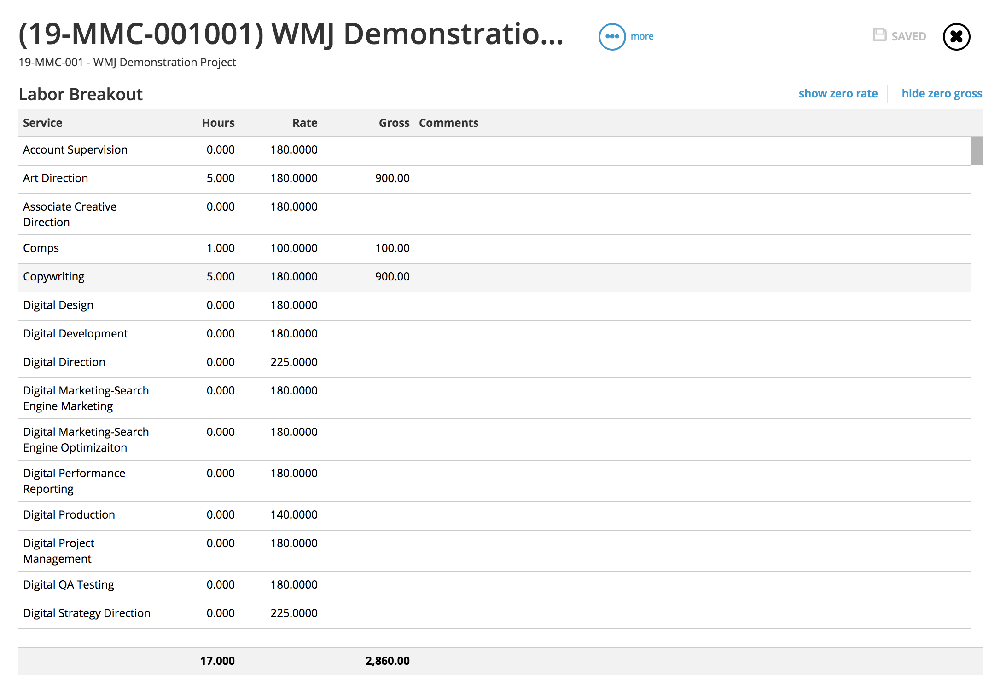 (19-MMC-001001) WMJ Demonstratio... more SAVED
19-MMC-001 - WMJ Demonstration Project
Labor Breakout show zero rate hide zero gross
Service Hours Rate Gross Comments
Account Supervision 0.000 180.0000
Art Direction 5.000 180.0000 900.00
Associate Creative 0.000 180.0000
Direction
Comps 1.000 100.0000 100.00
Copywriting 5.000 180.0000 900.00
Digital Design 0.000 180.0000
Digital Development 0.000 180.0000
Digital Direction 0.000 225.0000
Digital Marketing-Search 0.000 180.0000
Engine Marketing
Digital Marketing-Search 0.000 180.0000
Engine Optimizaiton
Digital Performance 0.000 180.0000
Reporting
Digital Production 0.000 140.0000
Digital Project 0.000 180.0000
Management
Digital QA Testing 0.000 180.0000
Digital Strategy Direction 0.000 225.0000
17.000 2,860.00